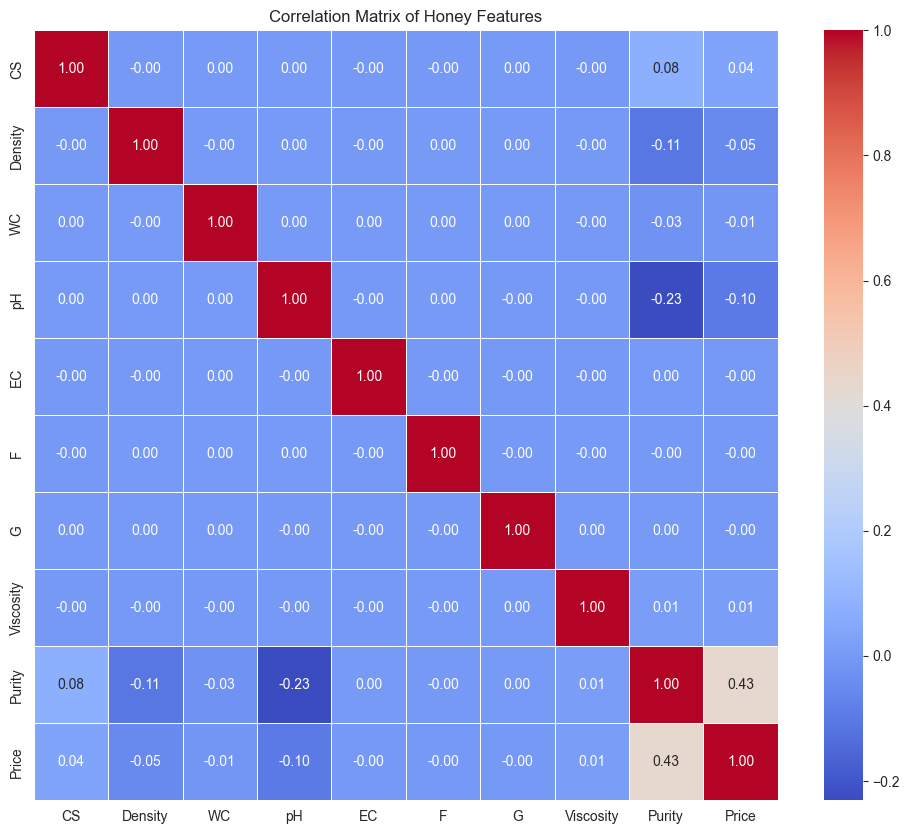 Correlation Matrix of Honey Features
CS 1.00 -0.00 0.00 0.00 -0.00 -0.00 0.00 -0.00 0.08 0.04
Density -0.00 1.00 -0.00 0.00 -0.00 0.00 0.00 -0.00 -0.11 -0.05
WC 0.00 -0.00 1.00 0.00 0.00 0.00 0.00 -0.00 -0.03 -0.01
pH 0.00 0.00 0.00 1.00 -0.00 0.00 -0.00 -0.00 -0.23 -0.10
EC -0.00 -0.00 0.00 -0.00 1.00 -0.00 -0.00 -0.00 0.00 -0.00
F -0.00 0.00 0.00 0.00 -0.00 1.00 -0.00 -0.00 -0.00 -0.00
G 0.00 0.00 0.00 -0.00 -0.00 -0.00 1.00 0.00 0.00 -0.00
Viscosity -0.00 -0.00 -0.00 -0.00 -0.00 -0.00 0.00 1.00 0.01 0.01
Purity 0.08 -0.11 -0.03 -0.23 0.00 -0.00 0.00 0.01 1.00 0.43
Price 0.04 -0.05 -0.01 -0.10 -0.00 -0.00 -0.00 0.01 0.43 1.00
CS Density WC pH EC F G Viscosity Purity Price
1.0
0.8
0.6
0.4
0.2
0.0
−0.2